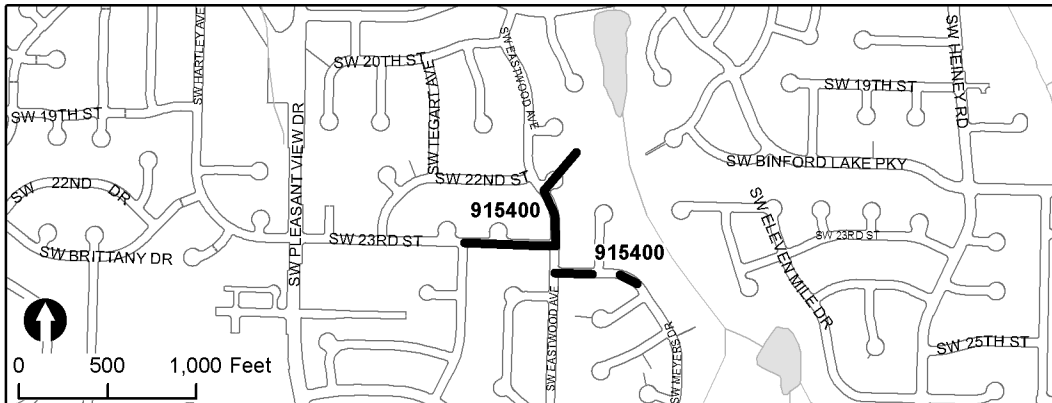 SW HARTLEY AVE
SW 20TH ST
SW TEGART AVE
SW EASTWOOD AVE
SW 19TH ST
SW HEINEY RD
SW 19TH ST
SW PLEASANT VIEW DR
SW BINFORD LAKE PKY
SW 22ND DR
SW 22ND ST
915400
SW ELEVEN MILE DR
SW 23RD ST
SW 23RD ST
SW BRITTANY DR
915400
SW EASTWOOD AVE
SW MEYERS DR
SW 25TH ST
0 500 1,000 Feet